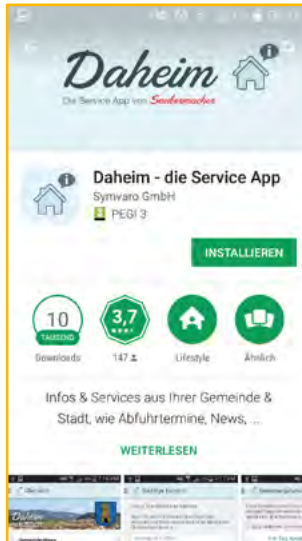 Daheim
Die Service App von Saubermacher
Daheim - die Service App
Symvaro GmbH
PEGI 3
INSTALLIEREN
10
TAUSEND
Downloads
3,7
147
Lifestyle
Ähnlich
Infos & Services aus Ihrer Gemeinde &
Stadt, wie Abfuhrtermine, News, ...
WEITERLESEN
Daheim